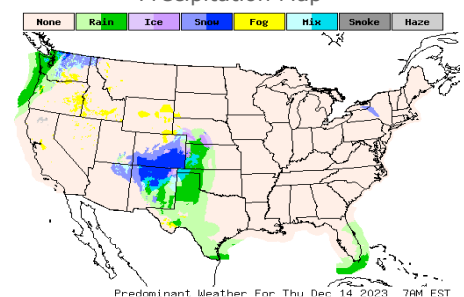 Precipitation Map
None Rain Ice Snow Fog Mix Smoke Haze
Predominant Weather For Thu Dec 14 2023 7AM EST